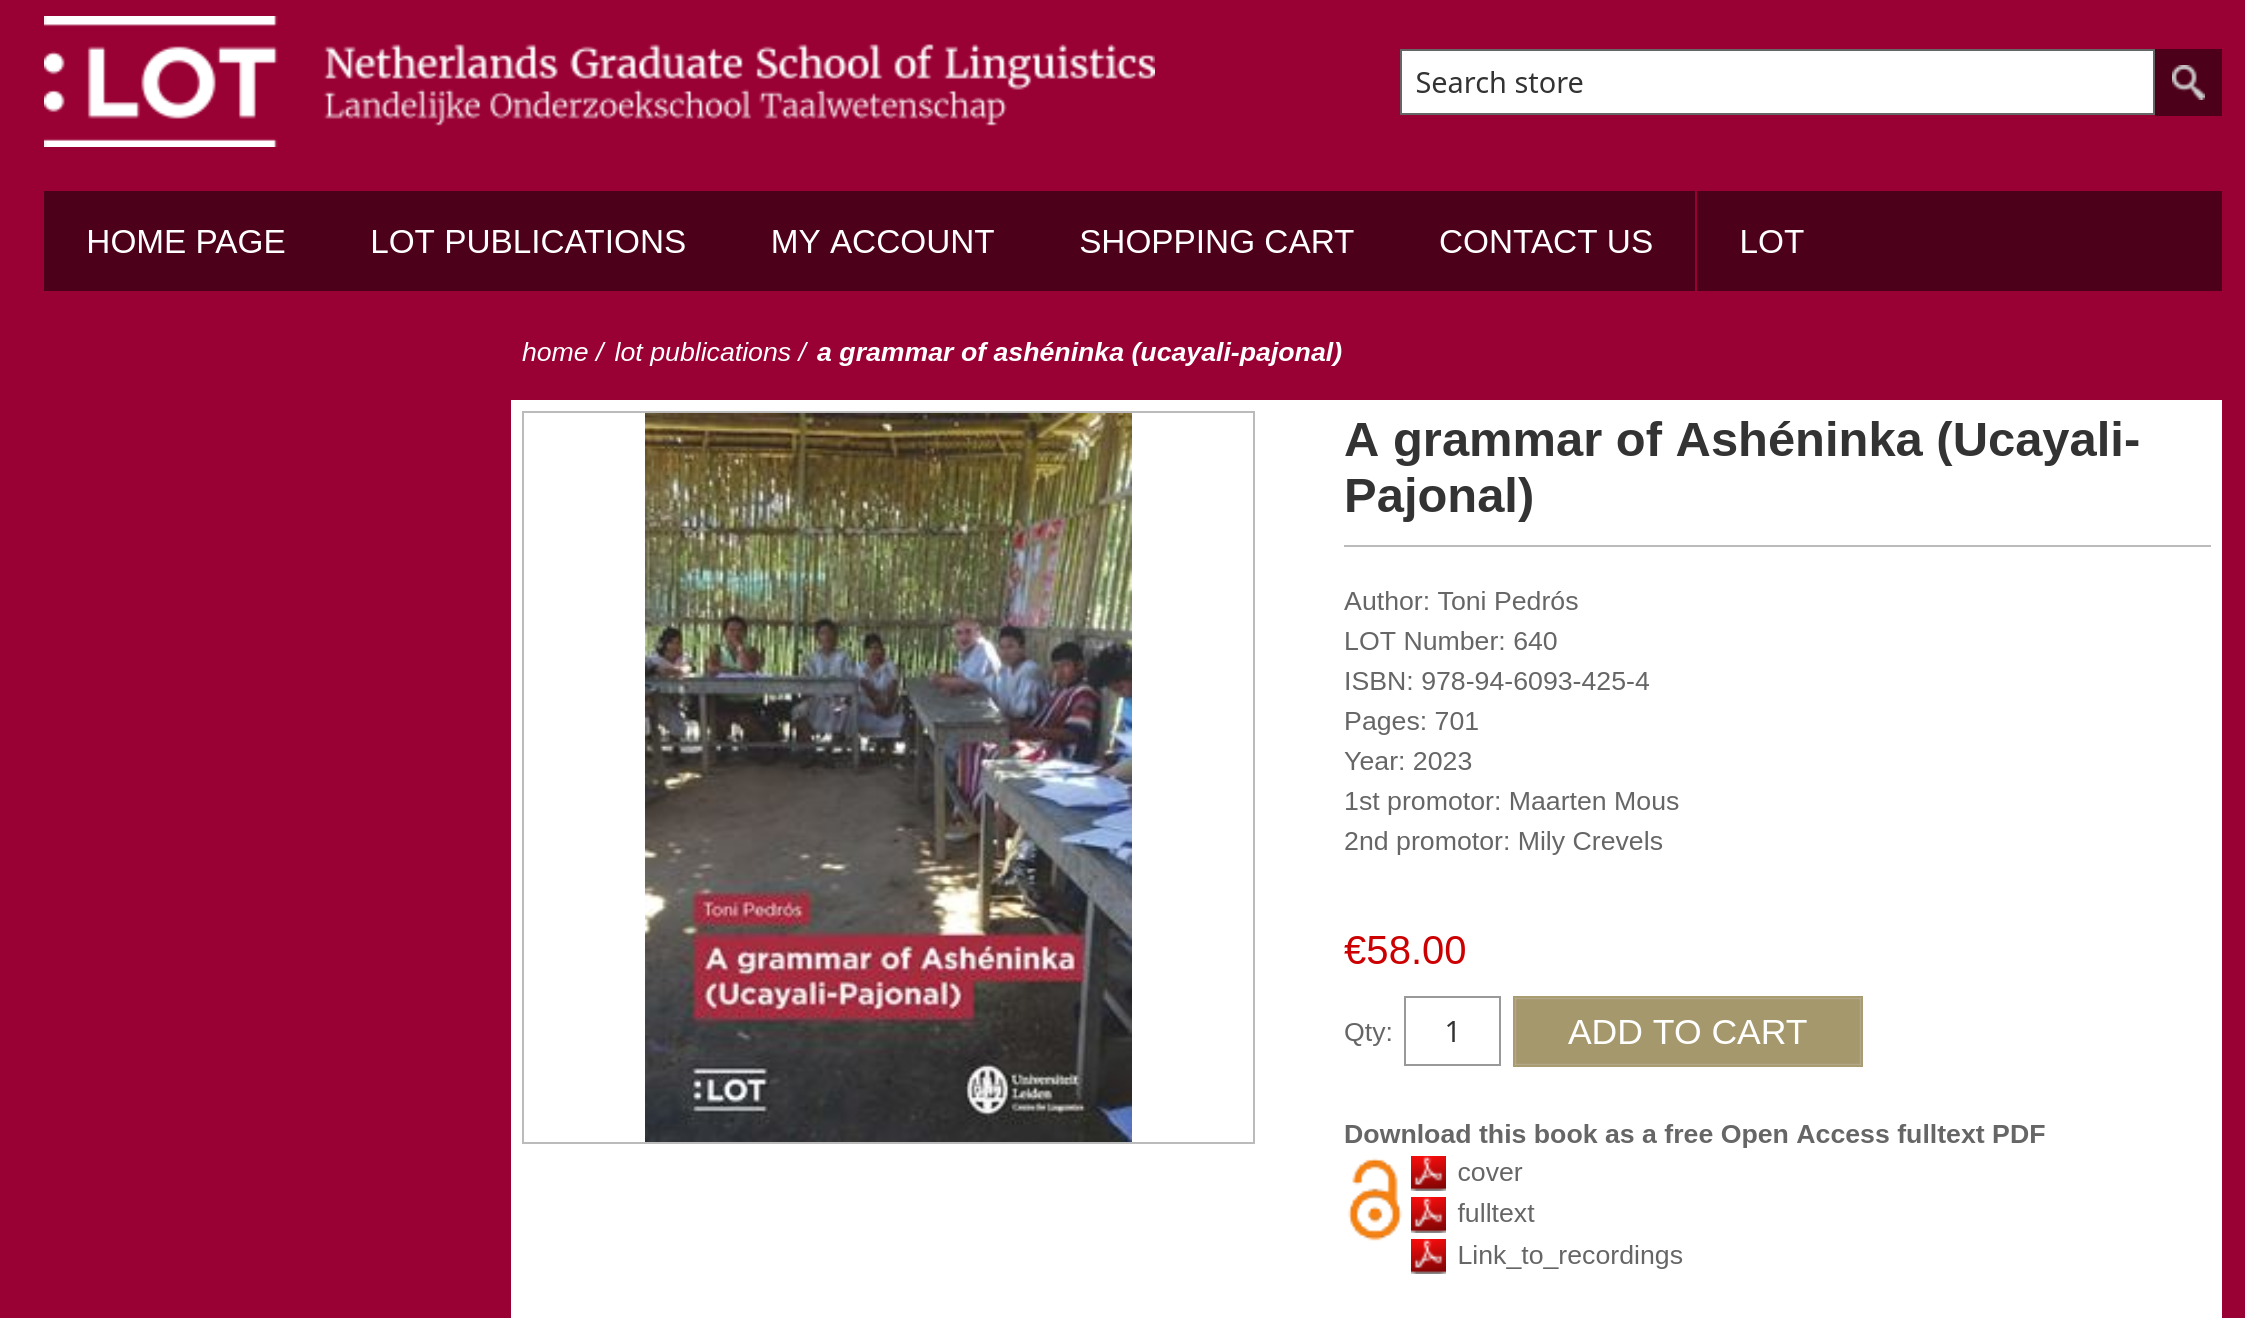 :LOT
Netherlands Graduate School of Linguistics
Landelijke Onderzoekschool Taalwetenschap
Search store
HOME PAGE LOT PUBLICATIONS MY ACCOUNT SHOPPING CART CONTACT US LOT
home / lot publications / a grammar of ashéninka (ucayali-pajonal)
Toni Pedrós
A grammar of Ashéninka
(Ucayali-Pajonal)
:LOT
Universiteit
Leiden
Centre for Linguistics
A grammar of Ashéninka (Ucayali-
Pajonal)
Author: Toni Pedrós
LOT Number: 640
ISBN: 978-94-6093-425-4
Pages: 701
Year: 2023
1st promotor: Maarten Mous
2nd promotor: Mily Crevels
€58.00
Qty: 1 ADD TO CART
Download this book as a free Open Access fulltext PDF
cover
fulltext
Link_to_recordings